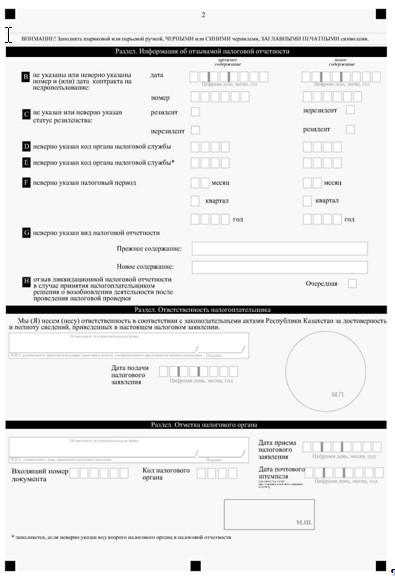 2
ВНИМАНИЕ! Заполнять шариковой или перьевой ручкой, ЧЕРНЫМИ или СИНИМИ чернилами, ЗАГЛАВНЫМИ ПЕЧАТНЫМИ символами.
Раздел. Информация об отзываемой налоговой отчетности
прежнее содержание
новое содержание
B не указаны или неверно указаны номер и (или) дата контракта на недропользование:
дата
Цифрами день, месяц, год
Цифрами день, месяц, год
номер
C не указан или неверно указан статус резидентства:
резидент
нерезидент
нерезидент
резидент
D неверно указан код органа налоговой службы
E неверно указан код органа налоговой службы*
F неверно указан налоговый период
месяц
месяц
квартал
квартал
год
год
G неверно указан вид налоговой отчетности
Прежнее содержание:
Новое содержание:
H отзыв ликвидационной налоговой отчетности
в случае принятия налогоплательщиком
решения о возобновлении деятельности после
проведения налоговой проверки
Очередная
Раздел. Ответственность налогоплательщика
Мы (Я) несем (несу) ответственность в соответствии с законодательными актами Республики Казахстан за достоверность
и полноту сведений, приведенных в настоящем налоговом заявлении.
Дата подачи
налогового
заявления
Цифрами день, месяц, год
М.П.
Раздел. Отметка налогового органа
Дата приема
налогового
заявления
Цифрами день, месяц, год
Входящий номер
документа
Код налогового
органа
Дата почтового
штемпеля
Цифрами день, месяц, год
М.Ш.
* заполняется, если неверно указан код второго налогового органа в налоговой отчетности